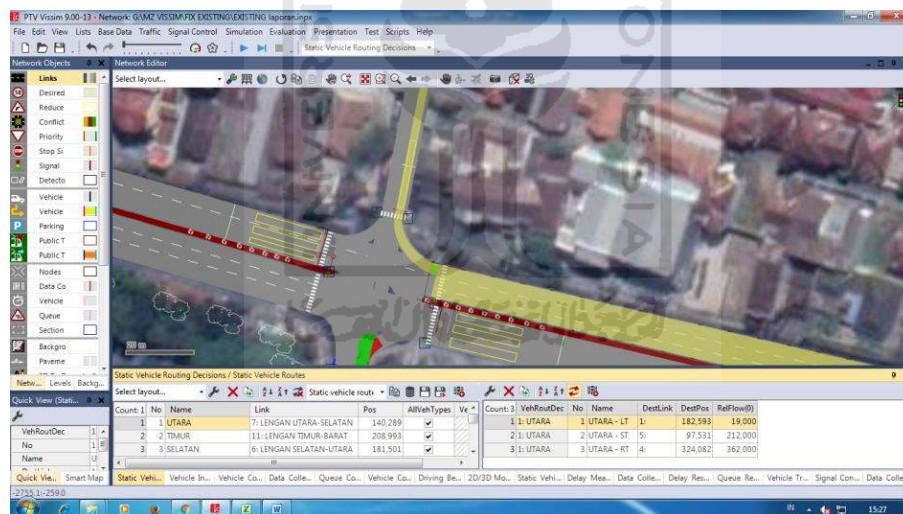 PTV Vissim 9.00-13 - Network: G:\MZ VISSIM\FIX EXISTING\EXISTING laporan.inpx
File Edit View Lists Base Data Traffic Signal Control Simulation Evaluation Presentation Test Scripts Help
Static Vehicle Routing Decisions
Network Objects
Network Editor
Links
Select layout...
Desired
Reduce
Conflict
Priority
Stop Si
Signal
Detecto
Vehicle
Vehicle
Parking
Public T
Public T
Nodes
Data Co
Vehicle
Queue
Section
Backgro
Paveme
20 m
Netw... Levels Backg...
Static Vehicle Routing Decisions / Static Vehicle Routes
Select layout... Static vehicle routi
Quick View (Stati...
Count: 1 No Name Link Pos AllVehTypes Ve
1 1 UTARA 7: LENGAN UTARA-SELATAN 140,289
2 2 TIMUR 11: LENGAN TIMUR-BARAT 208,993
3 3 SELATAN 6: LENGAN SELATAN-UTARA 181,501
Count: 3 VehRoutDec No Name DestLink DestPos RelFlow(0)
1 1: UTARA 1 UTARA - LT 1: 182,593 19,000
2 1: UTARA 2 UTARA - ST 5: 97,531 212,000
3 1: UTARA 3 UTARA - RT 4: 324,082 362,000
VehRoutDec 1
No 1
Name U
Quick Vie... Smart Map
Static Vehi... Vehicle In... Vehicle Co... Data Colle... Queue Co... Vehicle Co... Driving Be... 2D/3D Mo... Static Vehi... Delay Mea... Data Colle... Delay Res... Queue Re... Vehicle Tr... Signal Con... Data Colle
-2755.1:-259.0
IN 15:27